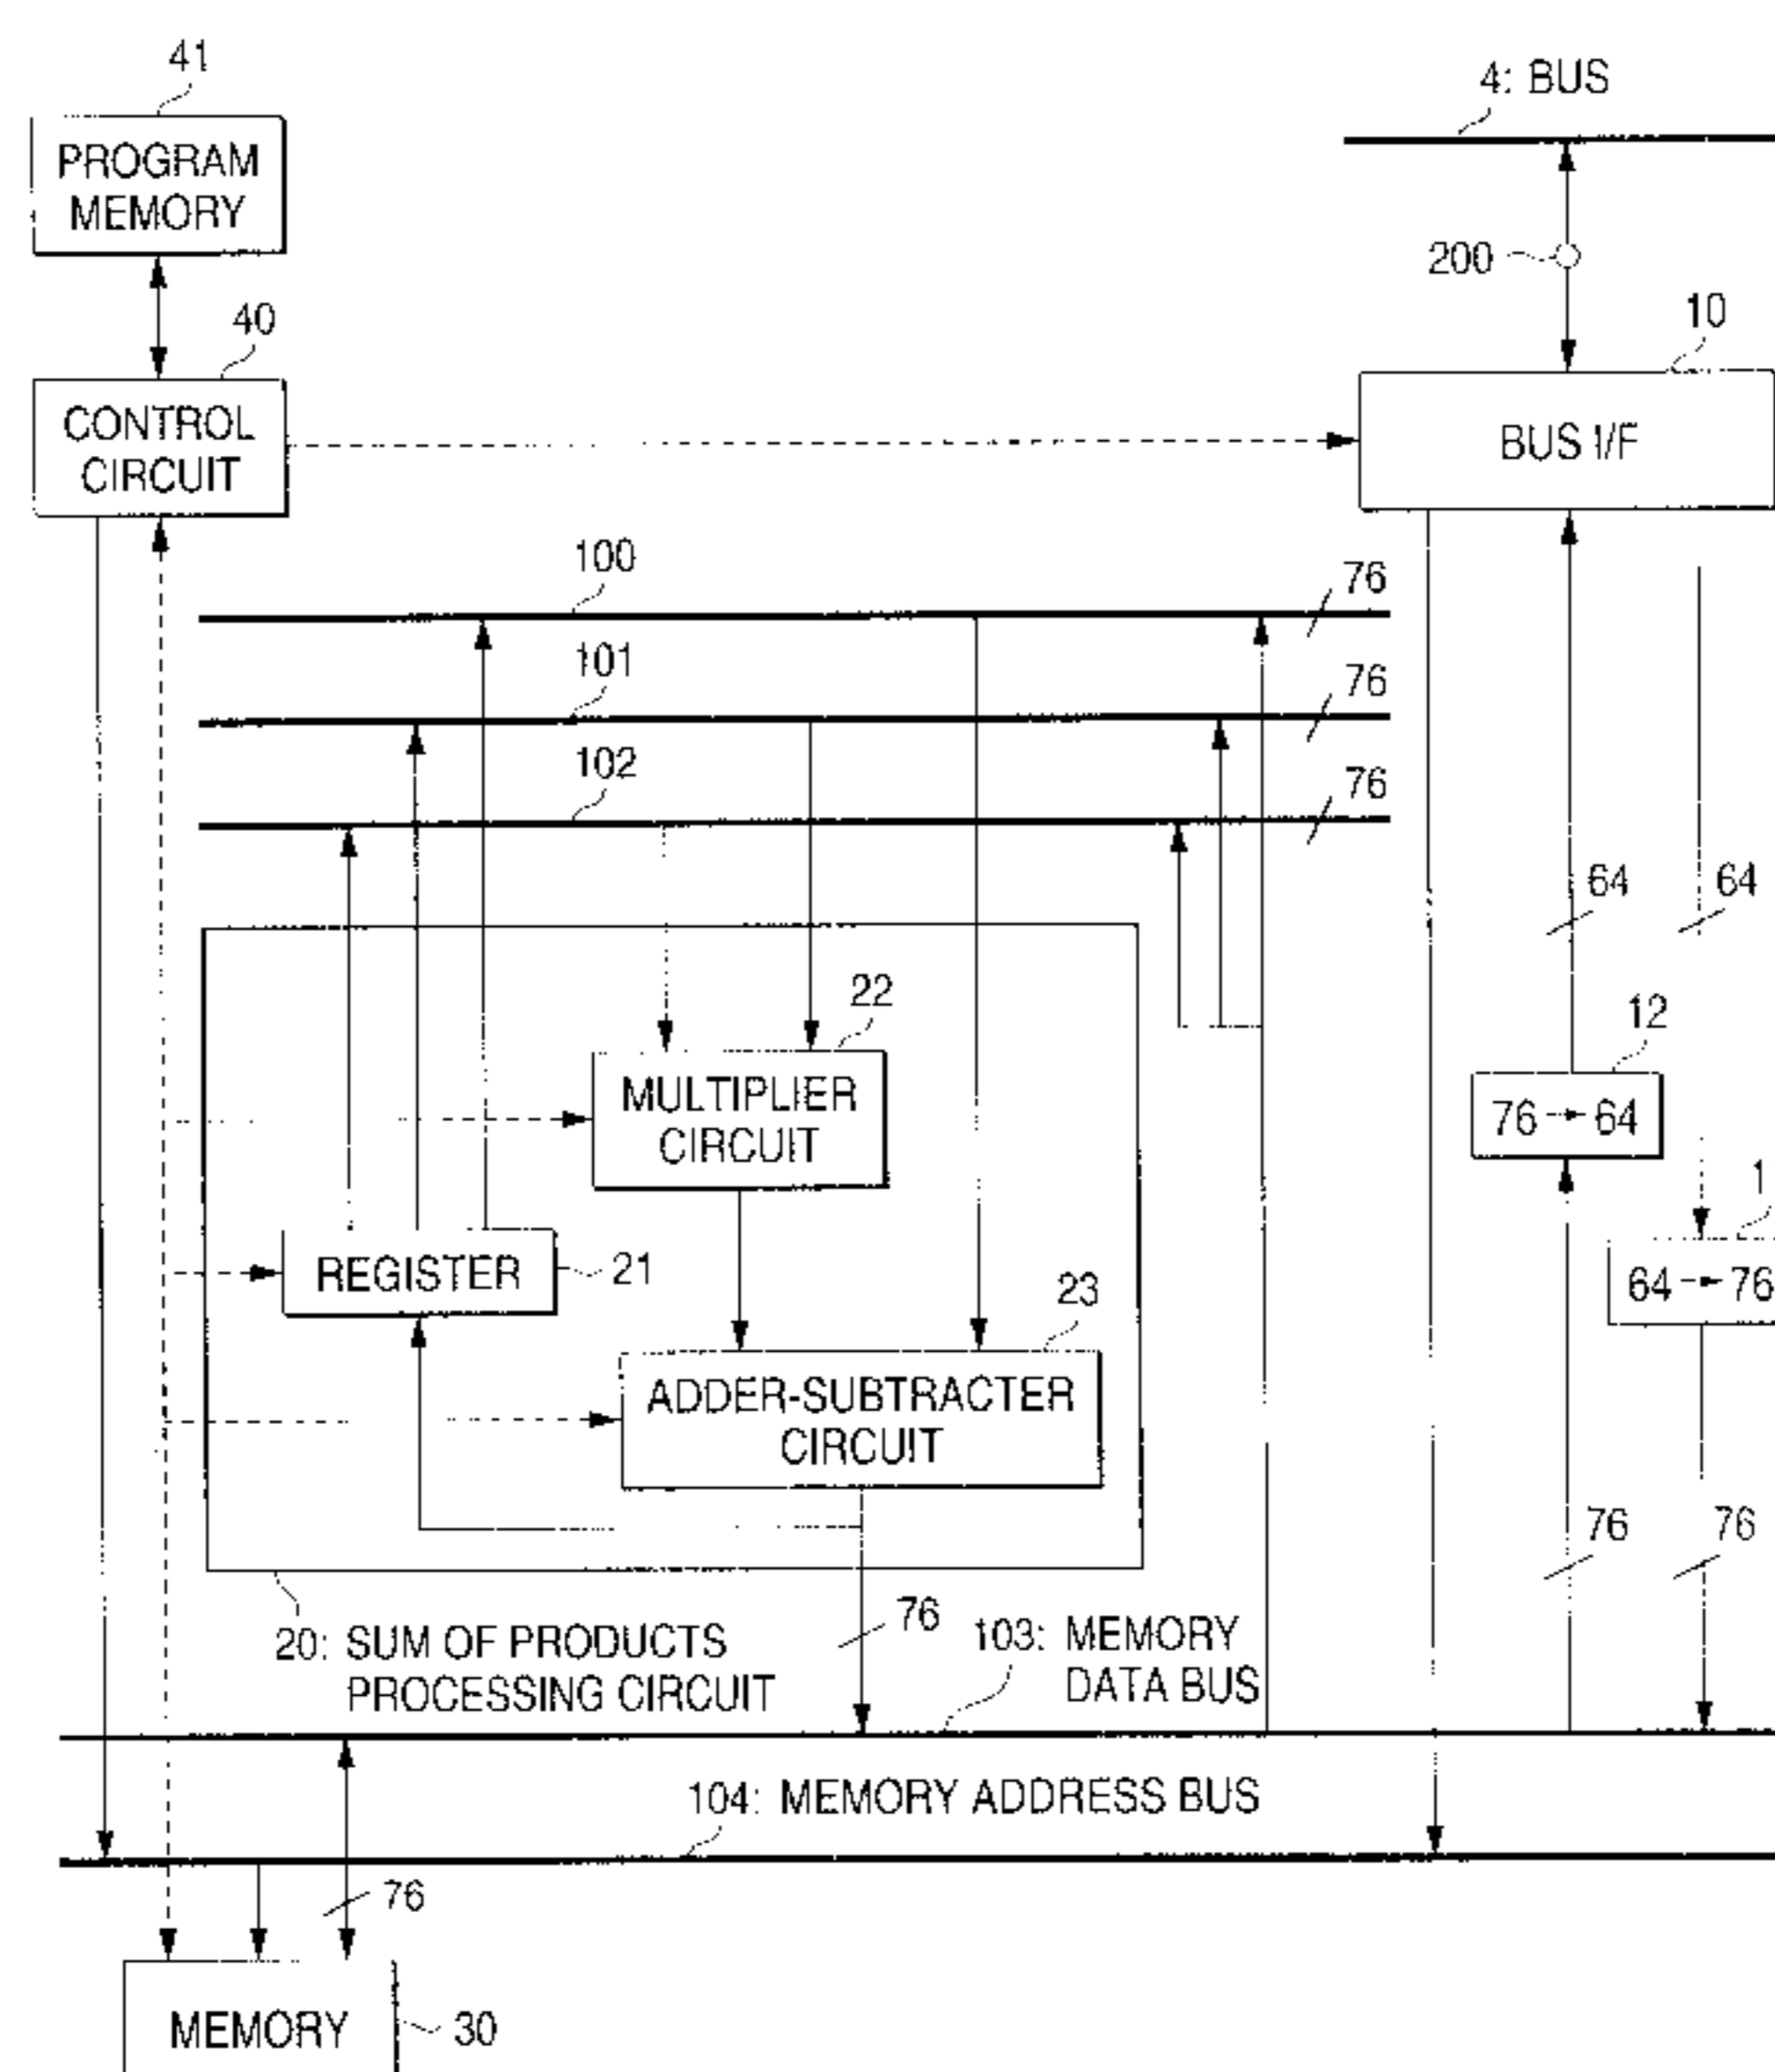 41
4: BUS
PROGRAM
MEMORY
200
10
40
CONTROL
CIRCUIT
BUS I/F
100
76
101
76
102
76
64
64
22
12
MULTIPLIER
CIRCUIT
76 → 64
1
REGISTER
21
23
64 → 76
ADDER-SUBTRACTER
CIRCUIT
76
76
76
20: SUM OF PRODUCTS
PROCESSING CIRCUIT
103: MEMORY
DATA BUS
104: MEMORY ADDRESS BUS
76
MEMORY
30